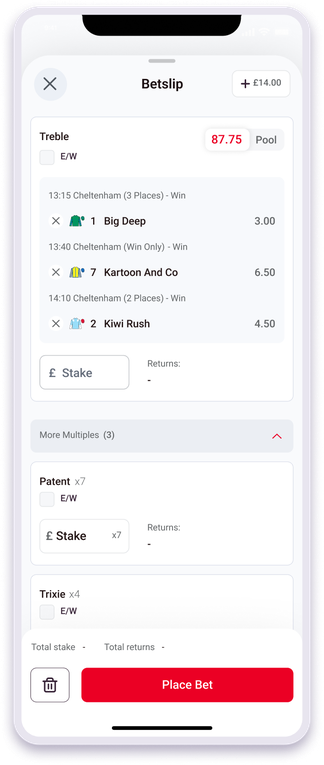 Betslip
+ £14.00
Treble
87.75 Pool
E/W
13:15 Cheltenham (3 Places) - Win
1 Big Deep 3.00
13:40 Cheltenham (Win Only) - Win
7 Kartoon And Co 6.50
14:10 Cheltenham (2 Places) - Win
2 Kiwi Rush 4.50
Returns:
£ Stake
-
More Multiples (3)
Patent x7
E/W
Returns:
£ Stake x7
-
Trixie x4
E/W
Total stake - Total returns -
Place Bet